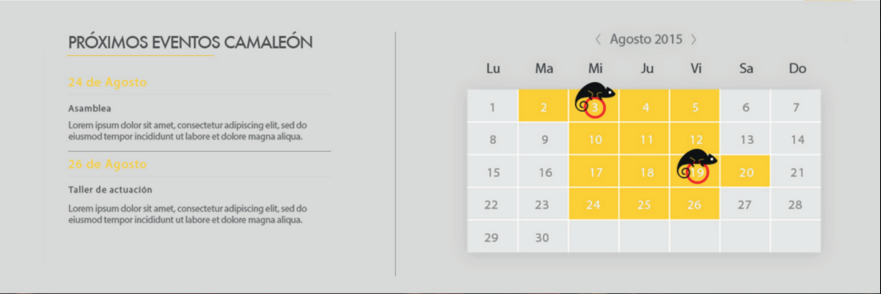 PRÓXIMOS EVENTOS CAMALEÓN
24 de Agosto
Asamblea
Lorem ipsum dolor sit amet, consectetur adipiscing elit, sed do
eiusmod tempor incididunt ut labore et dolore magna aliqua.
26 de Agosto
Taller de actuación
Lorem ipsum dolor sit amet, consectetur adipiscing elit, sed do
eiusmod tempor incididunt ut labore et dolore magna aliqua.
Agosto 2015
Lu Ma Mi Ju Vi Sa Do
1 2 3 4 5 6 7
8 9 10 11 12 13 14
15 16 17 18 19 20 21
22 23 24 25 26 27 28
29 30